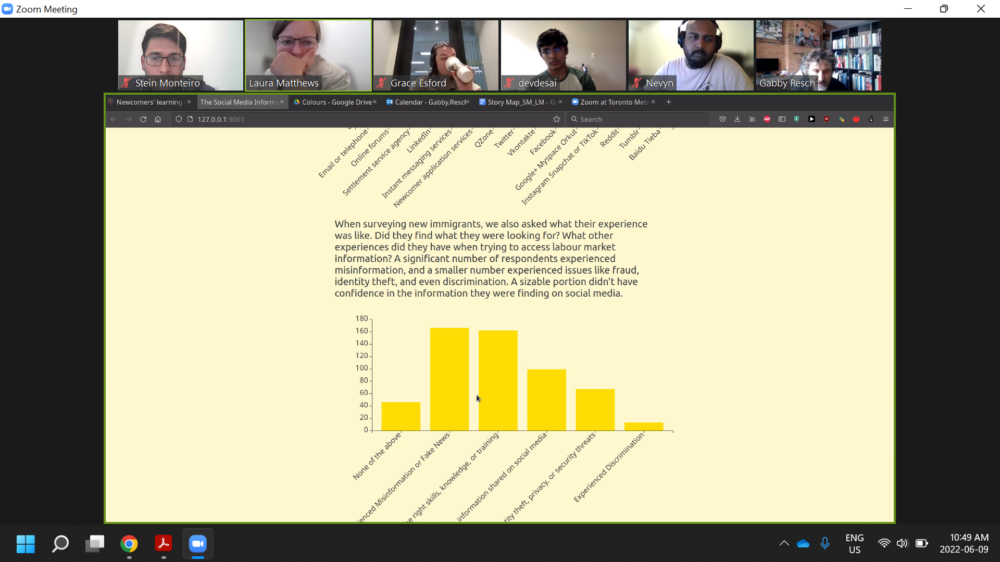 Zoom Meeting
Stein Monteiro
Laura Matthews
Grace Esford
devdesai
Nevyn
Gabby Resch
Newcomers' learning
The Social Media Informa
Colours - Google Drive
Calendar - Gabby.Rescl
Story Map_SM_LM - G
Zoom at Toronto Metr
127.0.0.1:9001
Search
ABP
Email or telephone
Online forums
Settlement service agency
LinkedIn
Instant messaging services
Newcomer application services
QZone
Twitter
Vkontakte
Facebook
Google+ Myspace Orkut
Instagram Snapchat or TikTok
Reddit
Tumblr
Baidu Tieba
When surveying new immigrants, we also asked what their experience
was like. Did they find what they were looking for? What other
experiences did they have when trying to access labour market
information? A significant number of respondents experienced
misinformation, and a smaller number experienced issues like fraud,
identity theft, and even discrimination. A sizable portion didn't have
confidence in the information they were finding on social media.
180
160
140
120
100
80
60
40
20
0
None of the above
ienced Misinformation or Fake News
e right skills, knowledge, or training
information shared on social media
tity theft, privacy, or security threats
Experienced Discrimination
ENG
US
10:49 AM
2022-06-09